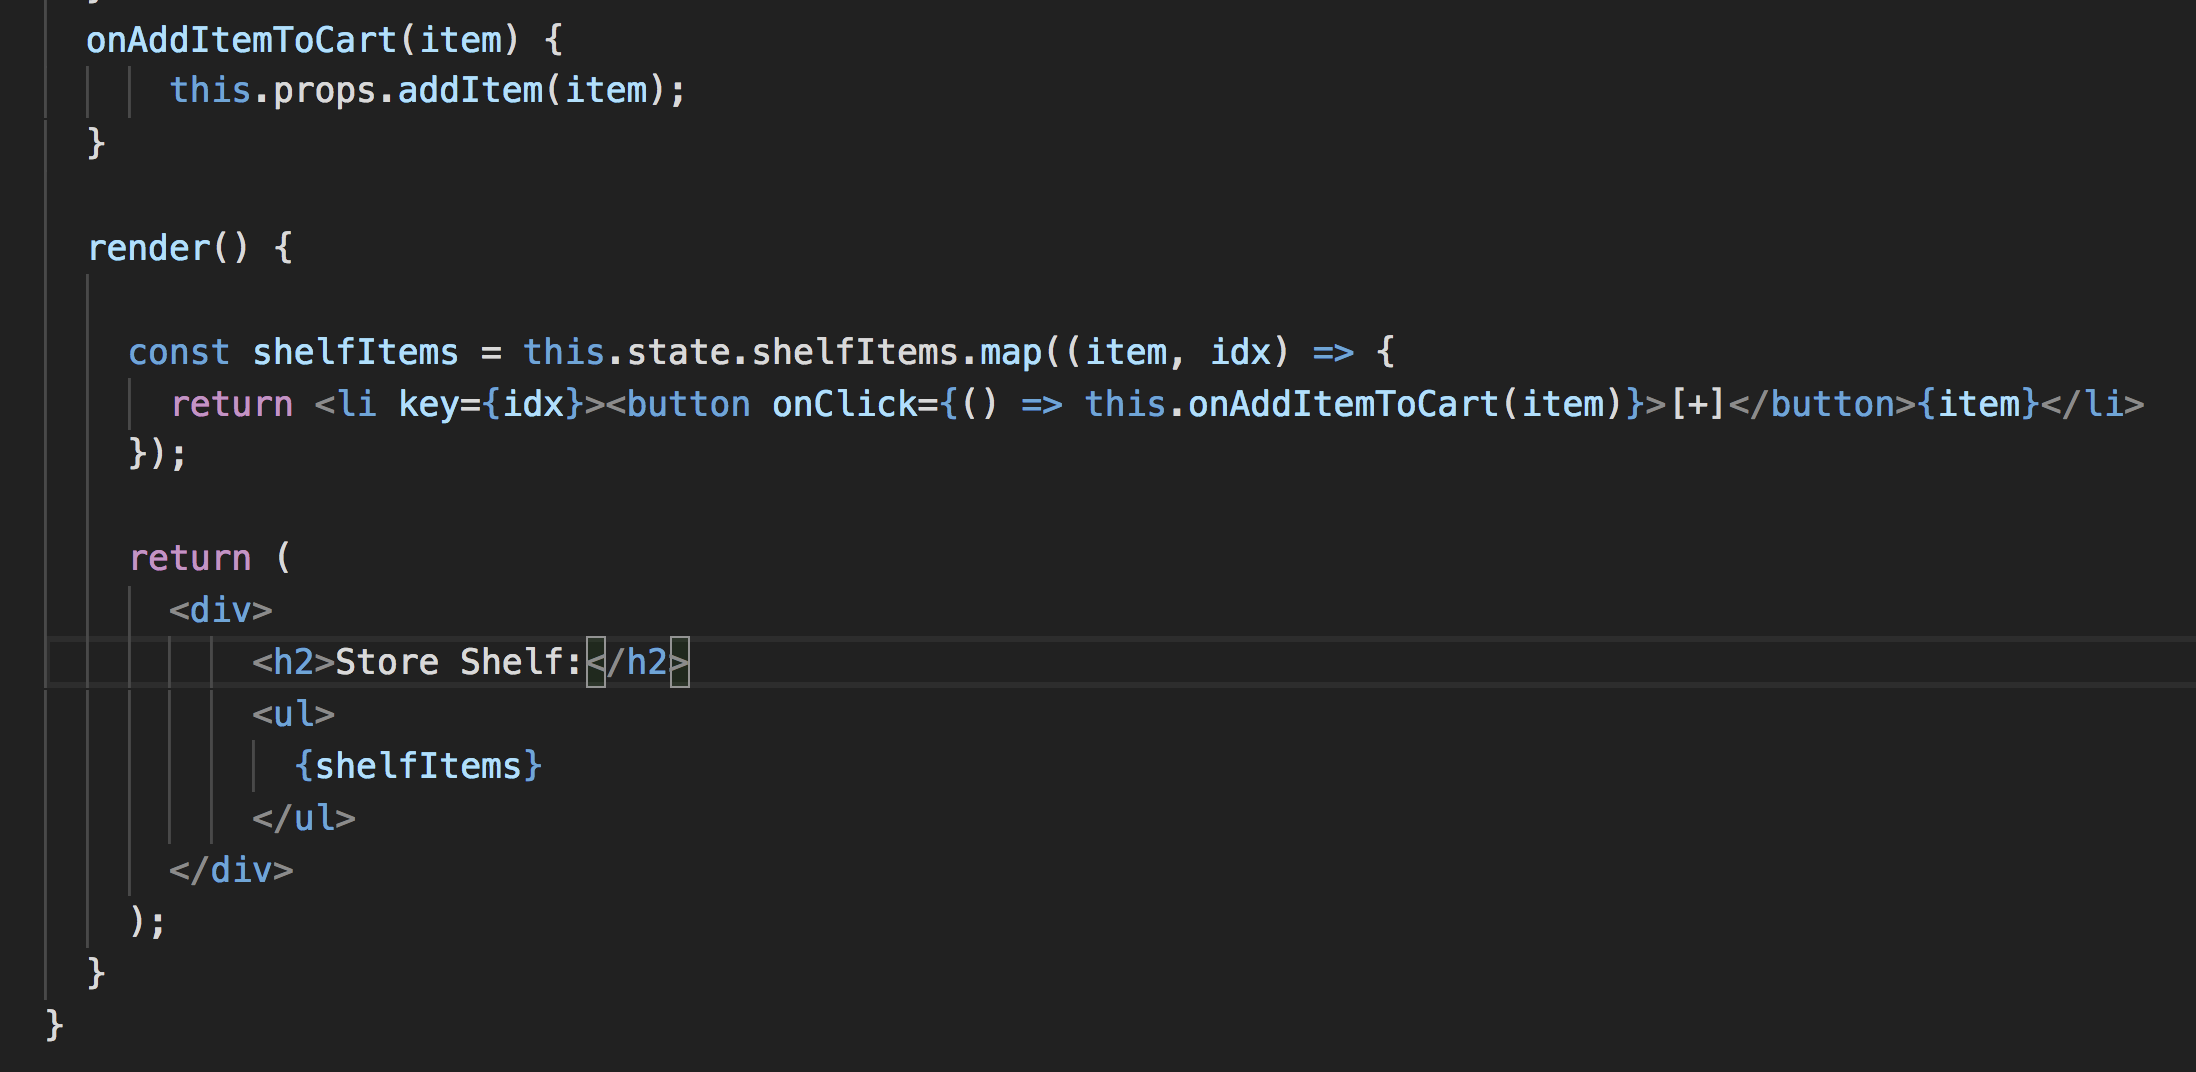 }
onAddItemToCart(item) {
this.props.addItem(item);
}
render() {
const shelfItems = this.state.shelfItems.map((item, idx) => {
return <li key={idx}><button onClick={() => this.onAddItemToCart(item)}>[+]</button>{item}</li>
});
return (
<div>
<h2>Store Shelf:</h2>
<ul>
{shelfItems}
</ul>
</div>
);
}
}